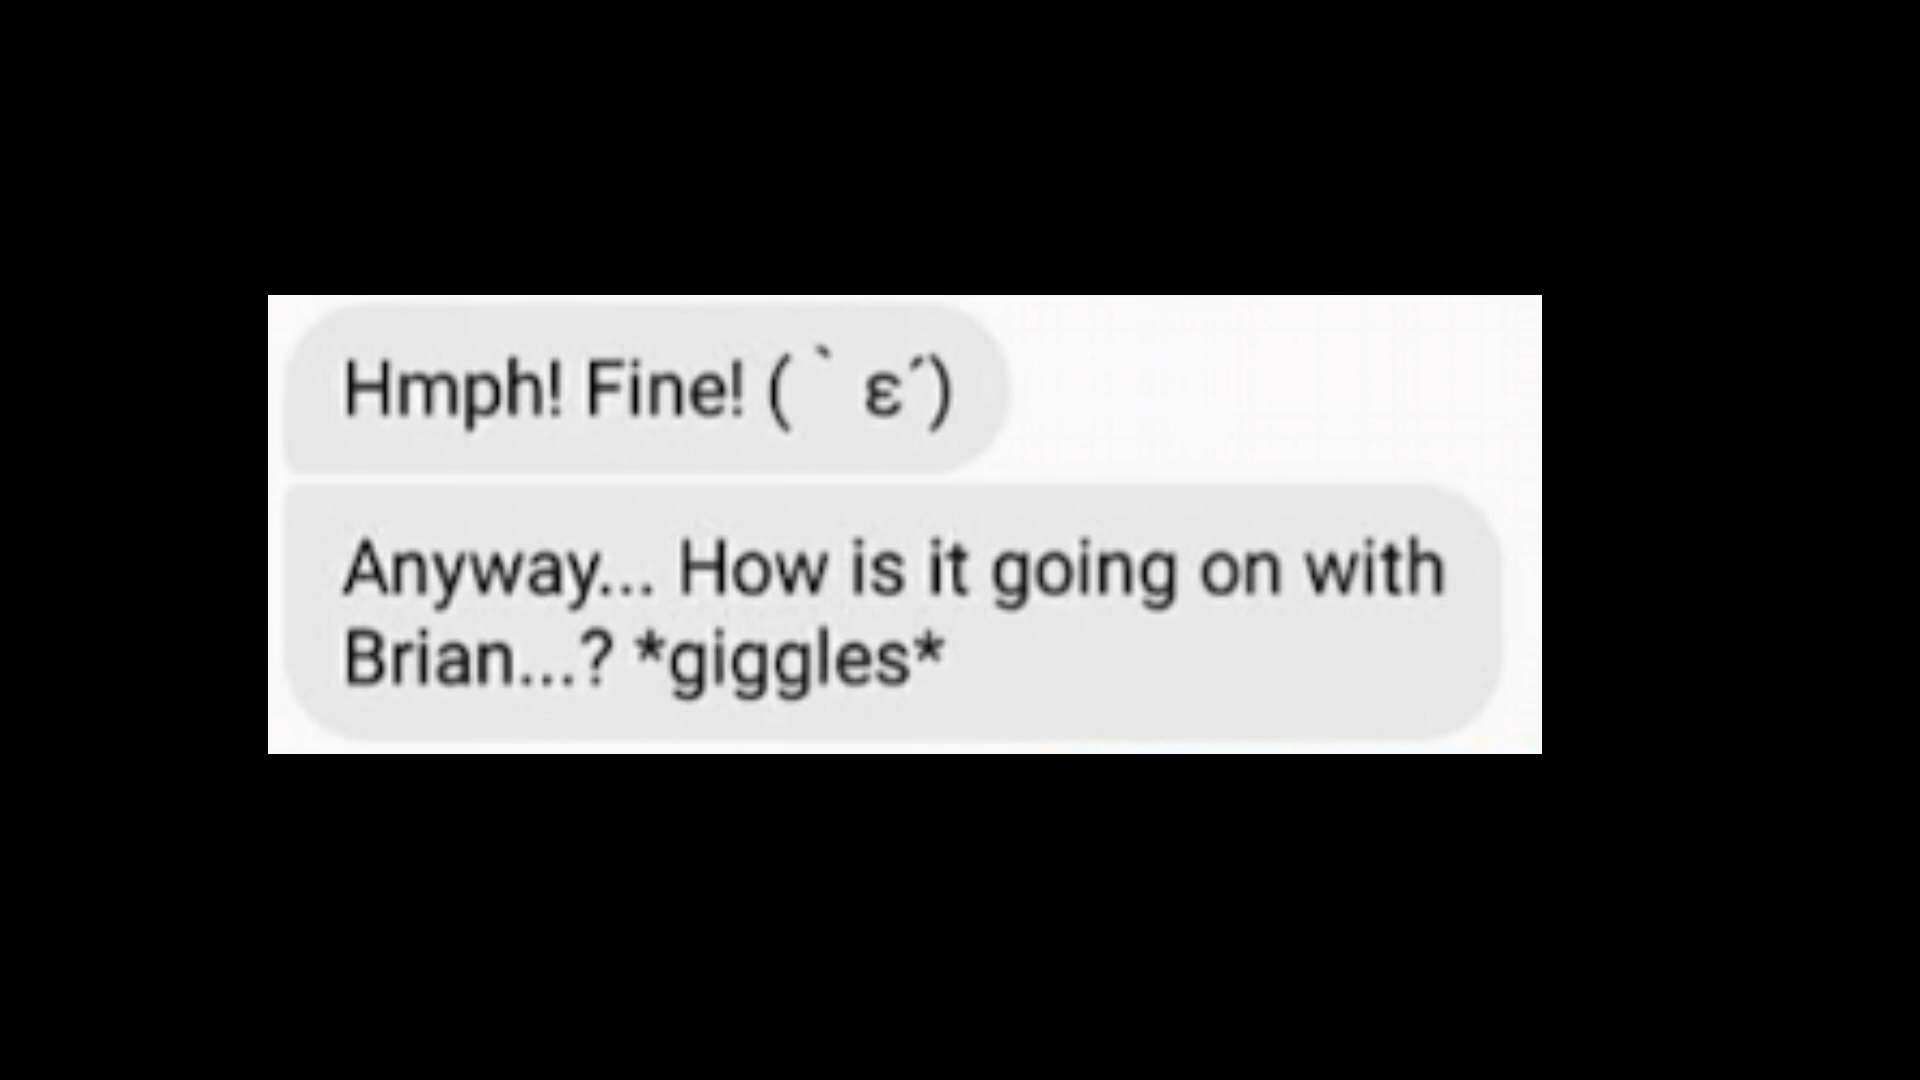 Hmph! Fine! (｀ε´)
Anyway... How is it going on with
Brian...? *giggles*